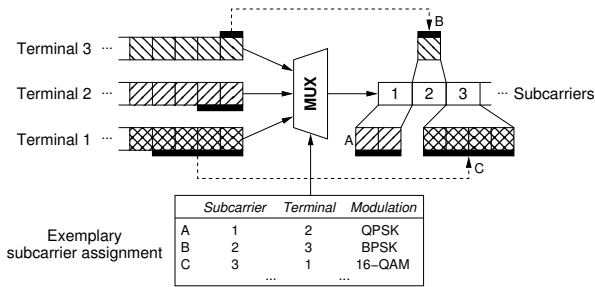 B
Terminal 3 ...
Terminal 2 ...
MUX
1 2 3 ... Subcarriers
Terminal 1 ...
A
C
Subcarrier Terminal Modulation
A 1 2 QPSK
B 2 3 BPSK
C 3 1 16−QAM
... ...
Exemplary
subcarrier assignment